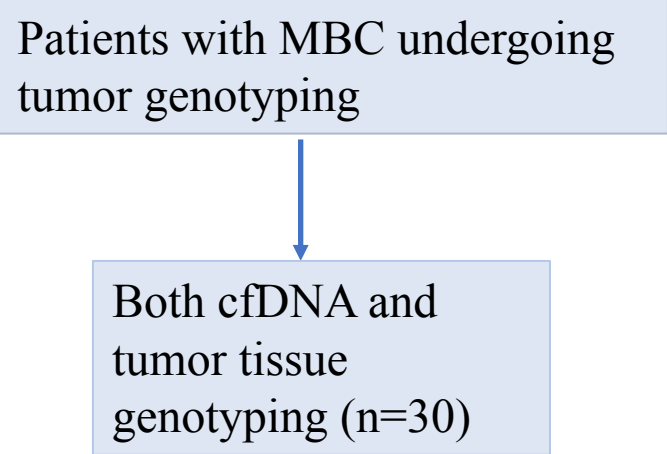 Patients with MBC undergoing
tumor genotyping
Both cfDNA and
tumor tissue
genotyping (n=30)